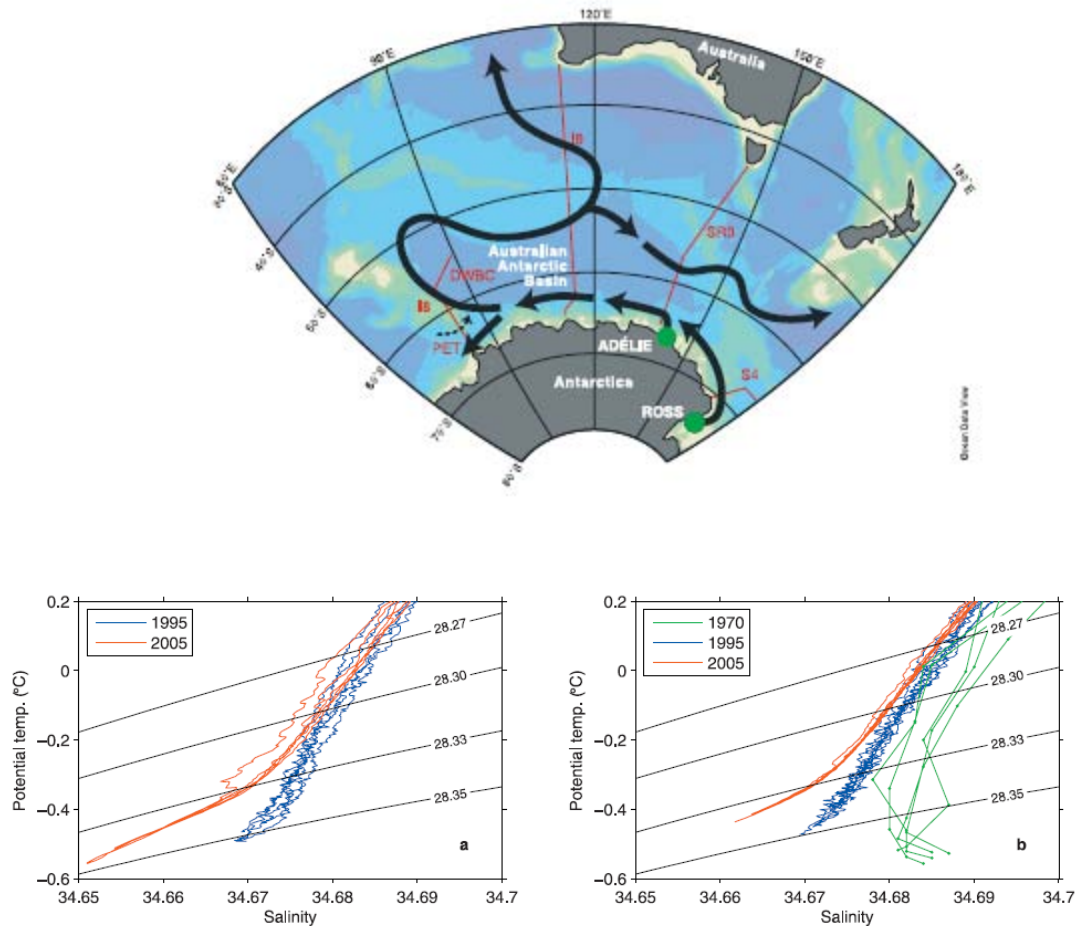 120°E
90°E
150°E
60°E
180°E
Australia
30°S
I9
40°S
SR3
Australian
Antarctic
Basin
DWBC
50°S
I8
PET
ADÉLIE
60°S
S4
Antarctica
ROSS
70°S
80°S
Ocean Data View
0.2
0
−0.2
−0.4
−0.6
Potential temp. (°C)
1995
2005
28.27
28.30
28.33
28.35
a
34.65 34.66 34.67 34.68 34.69 34.7
Salinity
0.2
0
−0.2
−0.4
−0.6
Potential temp. (°C)
1970
1995
2005
28.27
28.30
28.33
28.35
b
34.65 34.66 34.67 34.68 34.69 34.7
Salinity